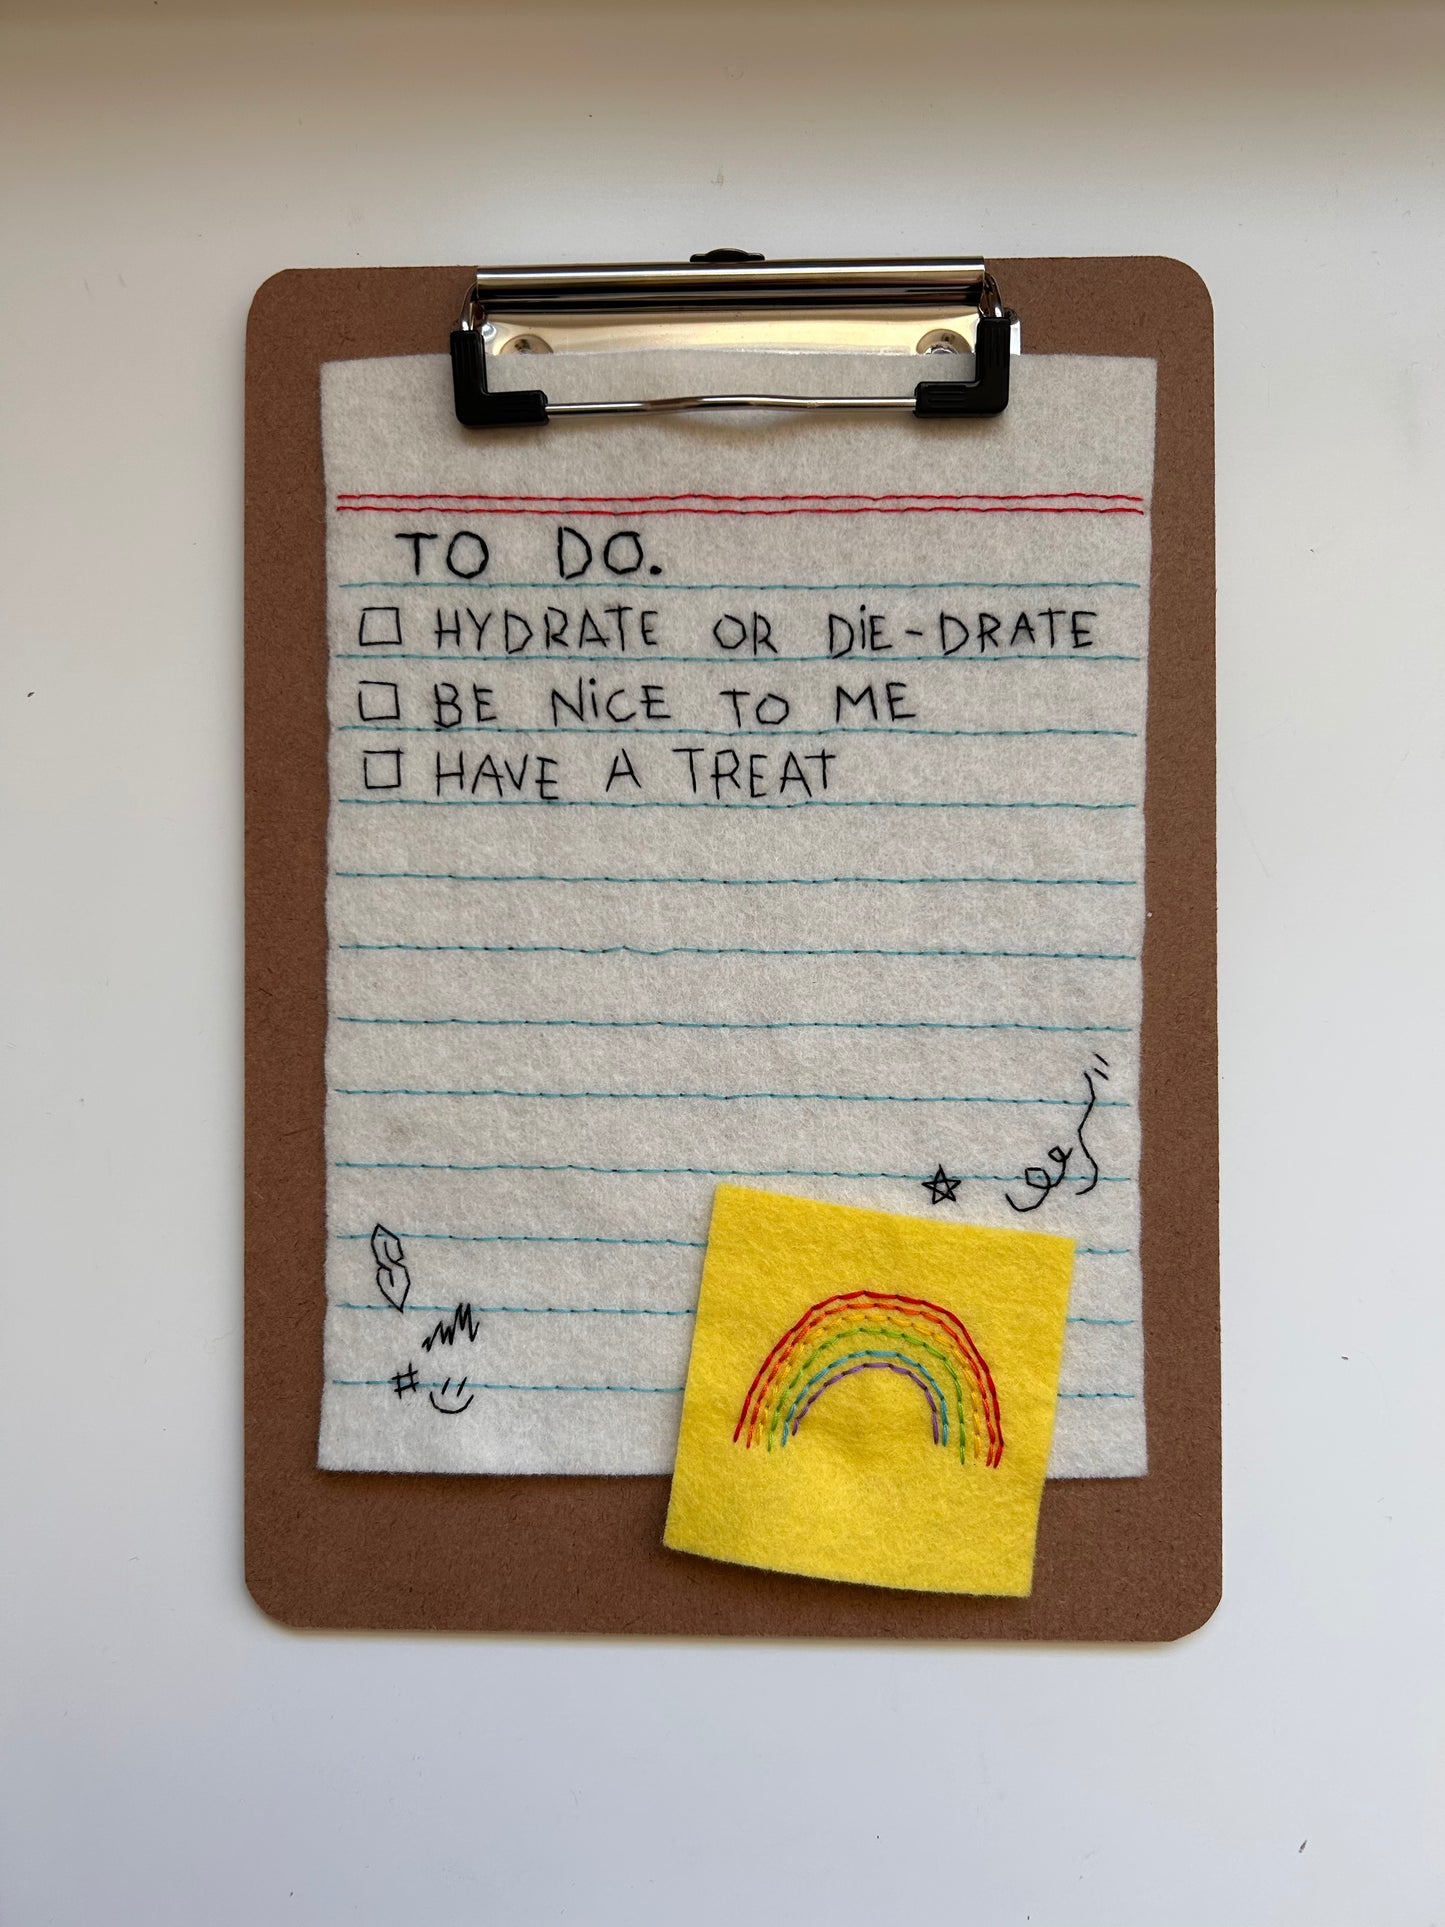 TO DO.
HYDRATE OR DiE-DRATE
BE NiCE TO ME
HAVE A TREAT
#